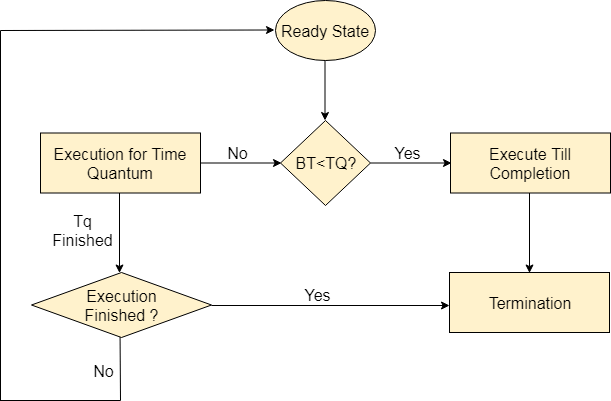 Ready State
Execution for Time
Quantum
No
BT<TQ?
Yes
Execute Till
Completion
Tq
Finished
Execution
Finished ?
Yes
Termination
No